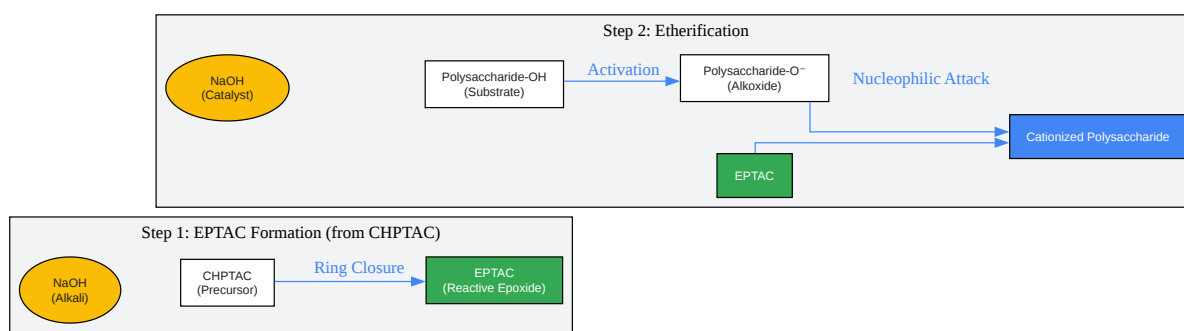 Step 2: Etherification
NaOH
(Catalyst)
Polysaccharide-OH
(Substrate)
Activation
Polysaccharide-O⁻
(Alkoxide)
Nucleophilic Attack
Cationized Polysaccharide
EPTAC
Step 1: EPTAC Formation (from CHPTAC)
NaOH
(Alkali)
CHPTAC
(Precursor)
Ring Closure
EPTAC
(Reactive Epoxide)